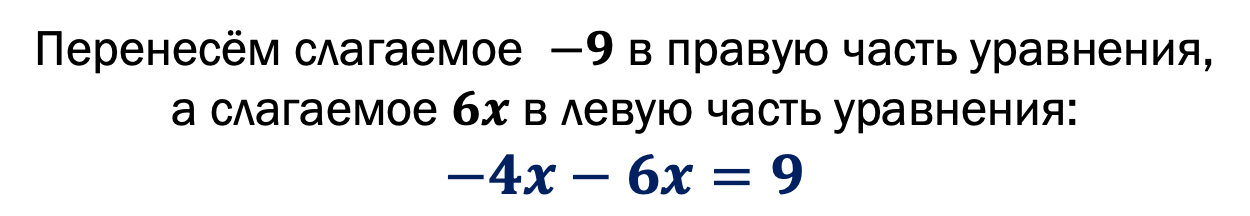 Перенесём слагаемое −9 в правую часть уравнения,
а слагаемое 6x в левую часть уравнения:
−4x − 6x = 9